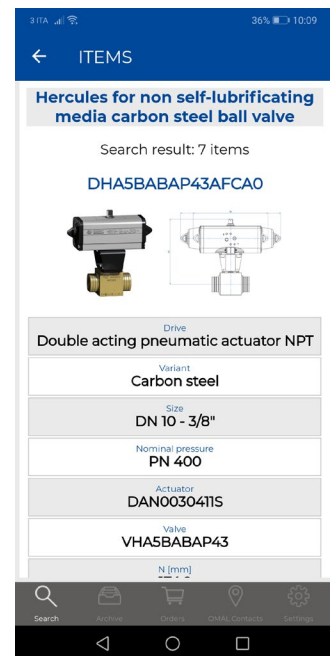 3 ITA 36% 10:09
ITEMS
Hercules for non self-lubrificating
media carbon steel ball valve
Search result: 7 items
DHA5BABAP43AFCA0
Drive
Double acting pneumatic actuator NPT
Variant
Carbon steel
Size
DN 10 - 3/8"
Nominal pressure
PN 400
Actuator
DAN0030411S
Valve
VHA5BABAP43
N [mm]
Search Archive Orders OMAL Contacts Settings